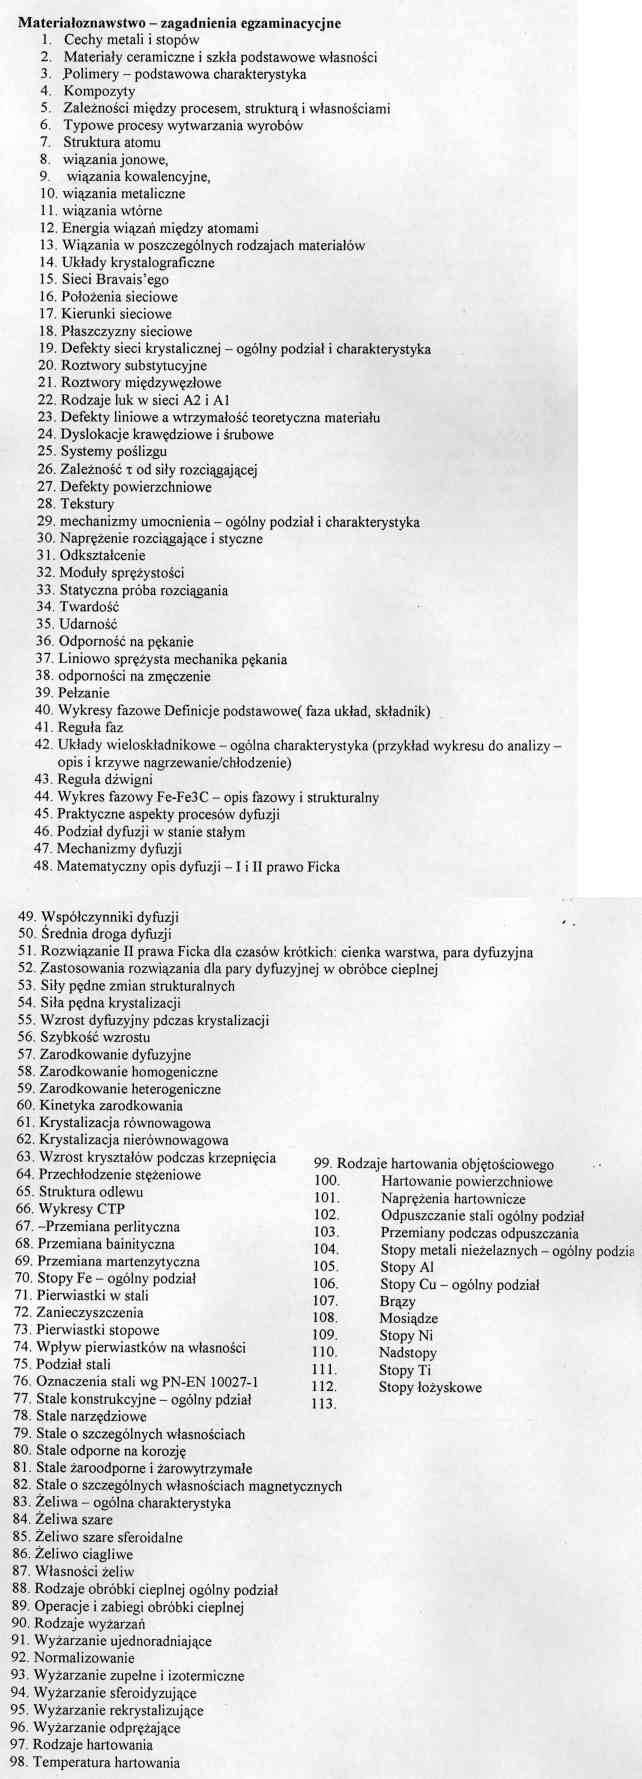 Materiałoznawstwo – zagadnienia egzaminacyjne
1. Cechy metali i stopów
2. Materiały ceramiczne i szkła podstawowe własności
3. Polimery – podstawowa charakterystyka
4. Kompozyty
5. Zależności między procesem, strukturą i własnościami
6. Typowe procesy wytwarzania wyrobów
7. Struktura atomu
8. wiązania jonowe,
9. wiązania kowalencyjne,
10. wiązania metaliczne
11. wiązania wtórne
12. Energia wiązań między atomami
13. Wiązania w poszczególnych rodzajach materiałów
14. Układy krystalograficzne
15. Sieci Bravais'ego
16. Położenia sieciowe
17. Kierunki sieciowe
18. Płaszczyzny sieciowe
19. Defekty sieci krystalicznej – ogólny podział i charakterystyka
20. Roztwory substytucyjne
21. Roztwory międzywęzłowe
22. Rodzaje luk w sieci A2 i A1
23. Defekty liniowe a wtrzymałość teoretyczna materiału
24. Dyslokacje krawędziowe i śrubowe
25. Systemy poślizgu
26. Zależność τ od siły rozciągającej
27. Defekty powierzchniowe
28. Tekstury
29. mechanizmy umocnienia – ogólny podział i charakterystyka
30. Naprężenie rozciągające i styczne
31. Odkształcenie
32. Moduły sprężystości
33. Statyczna próba rozciągania
34. Twardość
35. Udarność
36. Odporność na pękanie
37. Liniowo sprężysta mechanika pękania
38. odporności na zmęczenie
39. Pełzanie
40. Wykresy fazowe Definicje podstawowe( faza układ, składnik)
41. Reguła faz
42. Układy wieloskładnikowe – ogólna charakterystyka (przykład wykresu do analizy –
opis i krzywe nagrzewanie/chłodzenie)
43. Reguła dźwigni
44. Wykres fazowy Fe-Fe3C – opis fazowy i strukturalny
45. Praktyczne aspekty procesów dyfuzji
46. Podział dyfuzji w stanie stałym
47. Mechanizmy dyfuzji
48. Matematyczny opis dyfuzji – I i II prawo Ficka
49. Współczynniki dyfuzji
50. Średnia droga dyfuzji
51. Rozwiązanie II prawa Ficka dla czasów krótkich: cienka warstwa, para dyfuzyjna
52. Zastosowania rozwiązania dla pary dyfuzyjnej w obróbce cieplnej
53. Siły pędne zmian strukturalnych
54. Siła pędna krystalizacji
55. Wzrost dyfuzyjny pdczas krystalizacji
56. Szybkość wzrostu
57. Zarodkowanie dyfuzyjne
58. Zarodkowanie homogeniczne
59. Zarodkowanie heterogeniczne
60. Kinetyka zarodkowania
61. Krystalizacja równowagowa
62. Krystalizacja nierównowagowa
63. Wzrost kryształów podczas krzepnięcia
64. Przechłodzenie stężeniowe
65. Struktura odlewu
66. Wykresy CTP
67. –Przemiana perlityczna
68. Przemiana bainityczna
69. Przemiana martenzytyczna
70. Stopy Fe – ogólny podział
71. Pierwiastki w stali
72. Zanieczyszczenia
73. Pierwiastki stopowe
74. Wpływ pierwiastków na własności
75. Podział stali
76. Oznaczenia stali wg PN-EN 10027-1
77. Stale konstrukcyjne – ogólny pdział
78. Stale narzędziowe
79. Stale o szczególnych własnościach
80. Stale odporne na korozję
81. Stale żaroodporne i żarowytrzymałe
82. Stale o szczególnych własnościach magnetycznych
83. Żeliwa – ogólna charakterystyka
84. Żeliwa szare
85. Żeliwo szare sferoidalne
86. Żeliwo ciagliwe
87. Własności żeliw
88. Rodzaje obróbki cieplnej ogólny podział
89. Operacje i zabiegi obróbki cieplnej
90. Rodzaje wyżarzań
91. Wyżarzanie ujednoradniające
92. Normalizowanie
93. Wyżarzanie zupełne i izotermiczne
94. Wyżarzanie sferoidyzujące
95. Wyżarzanie rekrystalizujące
96. Wyżarzanie odprężające
97. Rodzaje hartowania
98. Temperatura hartowania
99. Rodzaje hartowania objętościowego
100. Hartowanie powierzchniowe
101. Naprężenia hartownicze
102. Odpuszczanie stali ogólny podział
103. Przemiany podczas odpuszczania
104. Stopy metali nieżelaznych – ogólny podzia
105. Stopy Al
106. Stopy Cu – ogólny podział
107. Brązy
108. Mosiądze
109. Stopy Ni
110. Nadstopy
111. Stopy Ti
112. Stopy łożyskowe
113.